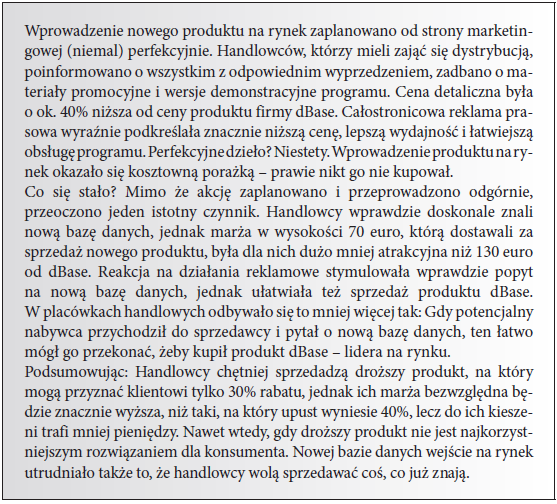 Wprowadzenie nowego produktu na rynek zaplanowano od strony marketin-
gowej (niemal) perfekcyjnie. Handlowców, którzy mieli zająć się dystrybucją,
poinformowano o wszystkim z odpowiednim wyprzedzeniem, zadbano o ma-
teriały promocyjne i wersje demonstracyjne programu. Cena detaliczna była
o ok. 40% niższa od ceny produktu firmy dBase. Całostronicowa reklama pra-
sowa wyraźnie podkreślała znacznie niższą cenę, lepszą wydajność i łatwiejszą
obsługę programu. Perfekcyjne dzieło? Niestety. Wprowadzenie produktu na ry-
nek okazało się kosztowną porażką – prawie nikt go nie kupował.
Co się stało? Mimo że akcję zaplanowano i przeprowadzono odgórnie,
przeoczono jeden istotny czynnik. Handlowcy wprawdzie doskonale znali
nową bazę danych, jednak marża w wysokości 70 euro, którą dostawali za
sprzedaż nowego produktu, była dla nich dużo mniej atrakcyjna niż 130 euro
od dBase. Reakcja na działania reklamowe stymulowała wprawdzie popyt
na nową bazę danych, jednak ułatwiała też sprzedaż produktu dBase.
W placówkach handlowych odbywało się to mniej więcej tak: Gdy potencjalny
nabywca przychodził do sprzedawcy i pytał o nową bazę danych, ten łatwo
mógł go przekonać, żeby kupił produkt dBase – lidera na rynku.
Podsumowując: Handlowcy chętniej sprzedadzą droższy produkt, na który
mogą przyznać klientowi tylko 30% rabatu, jednak ich marża bezwzględna bę-
dzie znacznie wyższa, niż taki, na który upust wyniesie 40%, lecz do ich kiesze-
ni trafi mniej pieniędzy. Nawet wtedy, gdy droższy produkt nie jest najkorzyst-
niejszym rozwiązaniem dla konsumenta. Nowej bazie danych wejście na rynek
utrudniało także to, że handlowcy wolą sprzedawać coś, co już znają.